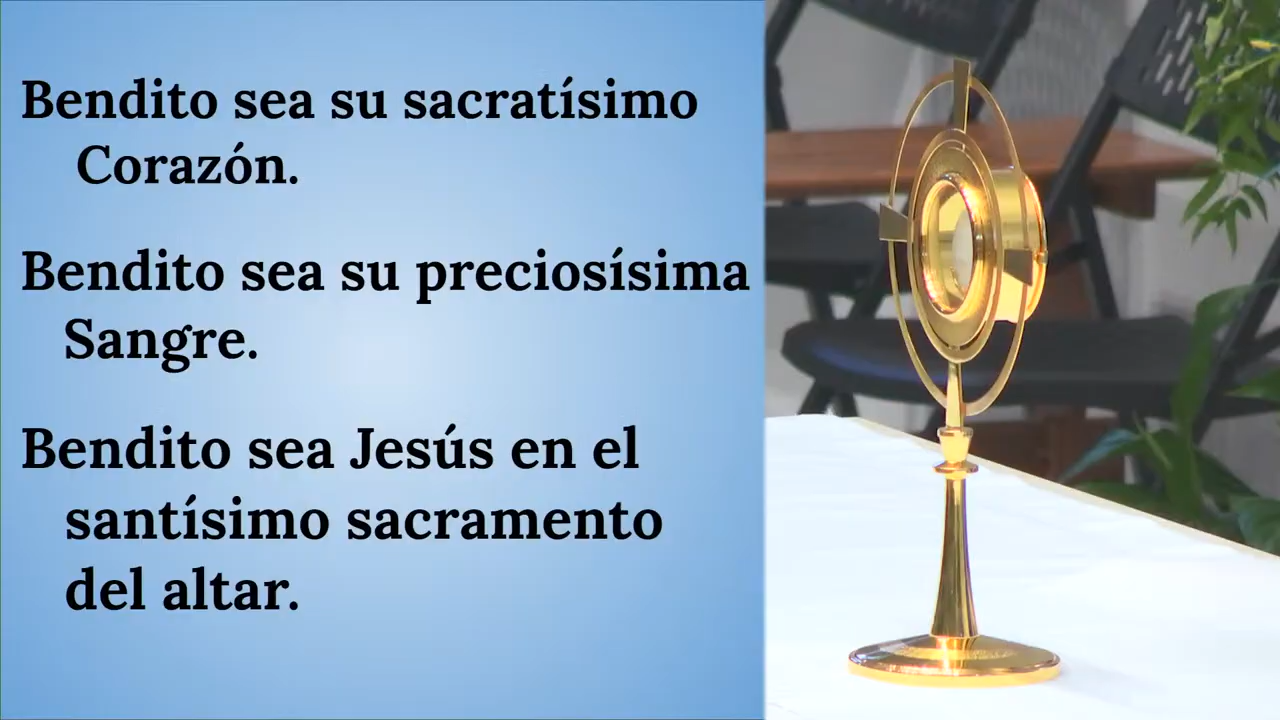 Bendito sea su sacratísimo
Corazón.
Bendito sea su preciosísima
Sangre.
Bendito sea Jesús en el
santísimo sacramento
del altar.